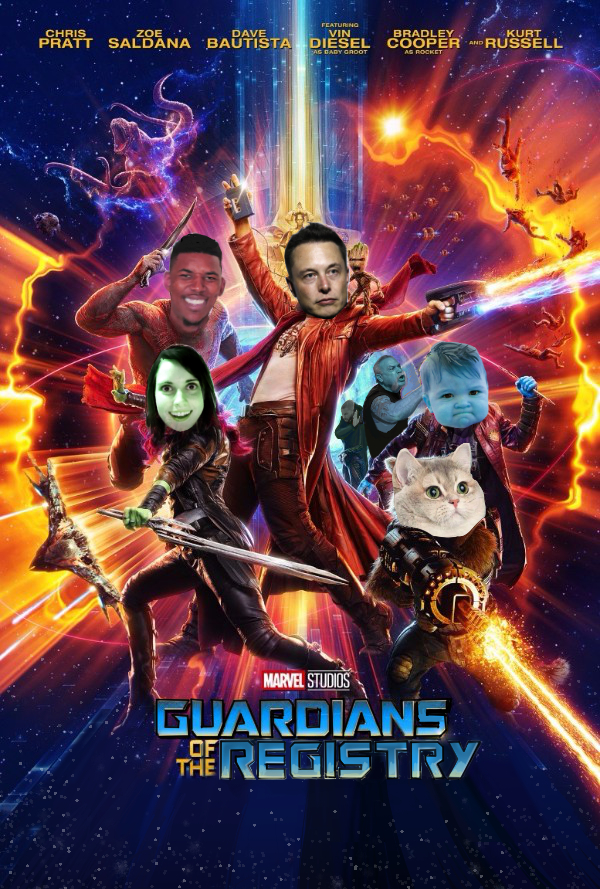 CHRIS PRATT
ZOE SALDANA
DAVE BAUTISTA
FEATURING
VIN DIESEL
AS BABY GROOT
BRADLEY COOPER
AS ROCKET
AND KURT RUSSELL
MARVEL STUDIOS
GUARDIANS
OF THE REGISTRY